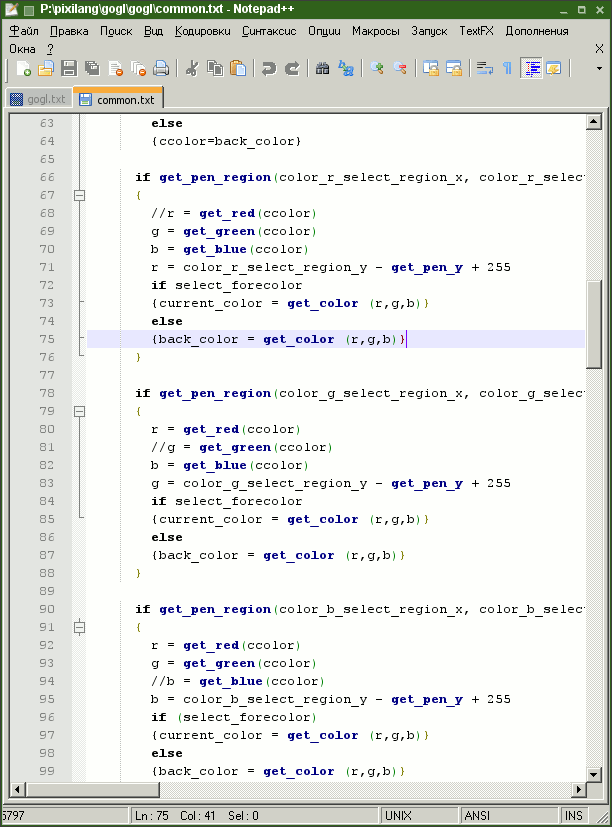 P:\pixilang\gogl\gogl\common.txt - Notepad++
Файл Правка Поиск Вид Кодировки Синтаксис Опции Макросы Запуск TextFX Дополнения
Окна ? X
gogl.txt common.txt
63 else
64 {ccolor=back_color}
65
66 if get_pen_region(color_r_select_region_x, color_r_selec
67 {
68 //r = get_red(ccolor)
69 g = get_green(ccolor)
70 b = get_blue(ccolor)
71 r = color_r_select_region_y - get_pen_y + 255
72 if select_forecolor
73 {current_color = get_color (r,g,b)}
74 else
75 {back_color = get_color (r,g,b)}
76 }
77
78 if get_pen_region(color_g_select_region_x, color_g_selec
79 {
80 r = get_red(ccolor)
81 //g = get_green(ccolor)
82 b = get_blue(ccolor)
83 g = color_g_select_region_y - get_pen_y + 255
84 if select_forecolor
85 {current_color = get_color (r,g,b)}
86 else
87 {back_color = get_color (r,g,b)}
88 }
89
90 if get_pen_region(color_b_select_region_x, color_b_selec
91 {
92 r = get_red(ccolor)
93 g = get_green(ccolor)
94 //b = get_blue(ccolor)
95 b = color_b_select_region_y - get_pen_y + 255
96 if (select_forecolor)
97 {current_color = get_color (r,g,b)}
98 else
99 {back_color = get_color (r,g,b)}
5797 Ln : 75 Col : 41 Sel : 0 UNIX ANSI INS